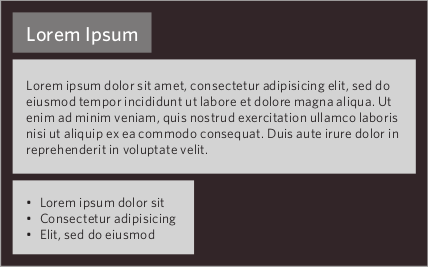 Lorem Ipsum
Lorem ipsum dolor sit amet, consectetur adipisicing elit, sed do
eiusmod tempor incididunt ut labore et dolore magna aliqua. Ut
enim ad minim veniam, quis nostrud exercitation ullamco laboris
nisi ut aliquip ex ea commodo consequat. Duis aute irure dolor in
reprehenderit in voluptate velit.
• Lorem ipsum dolor sit
• Consectetur adipisicing
• Elit, sed do eiusmod